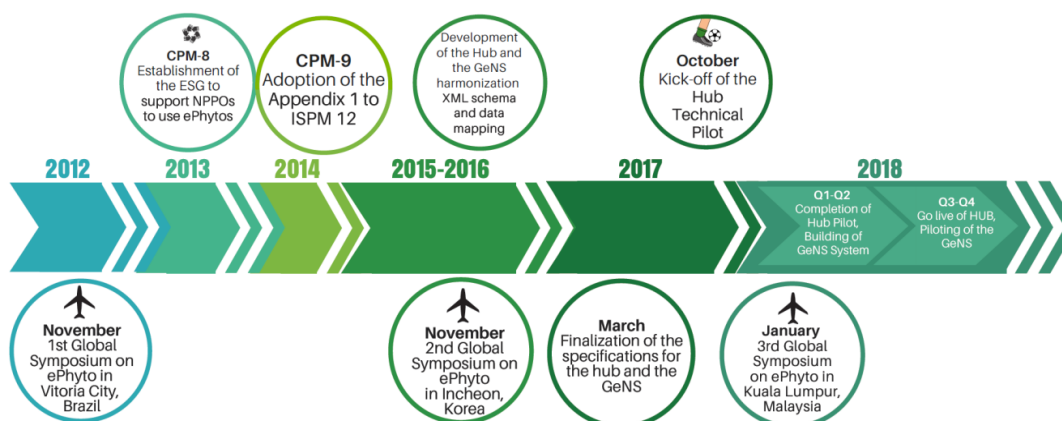 CPM-8
Establishment of
the ESG to
support NPPOs
to use ePhytos
CPM-9
Adoption of the
Appendix 1 to
ISPM 12
Development
of the Hub and
the GeNS
harmonization
XML schema
and data
mapping
October
Kick-off of the
Hub
Technical
Pilot
2012
2013
2014
2015-2016
2017
2018
Q1-Q2
Completion of
Hub Pilot,
Building of
GeNS System
Q3-Q4
Go live of HUB,
Piloting of the
GeNS
November
1st Global
Symposium on
ePhyto in
Vitoria City,
Brazil
November
2nd Global
Symposium on
ePhyto
in Incheon,
Korea
March
Finalization of the
specifications for
the hub and the
GeNS
January
3rd Global
Symposium
on ePhyto in
Kuala Lumpur,
Malaysia